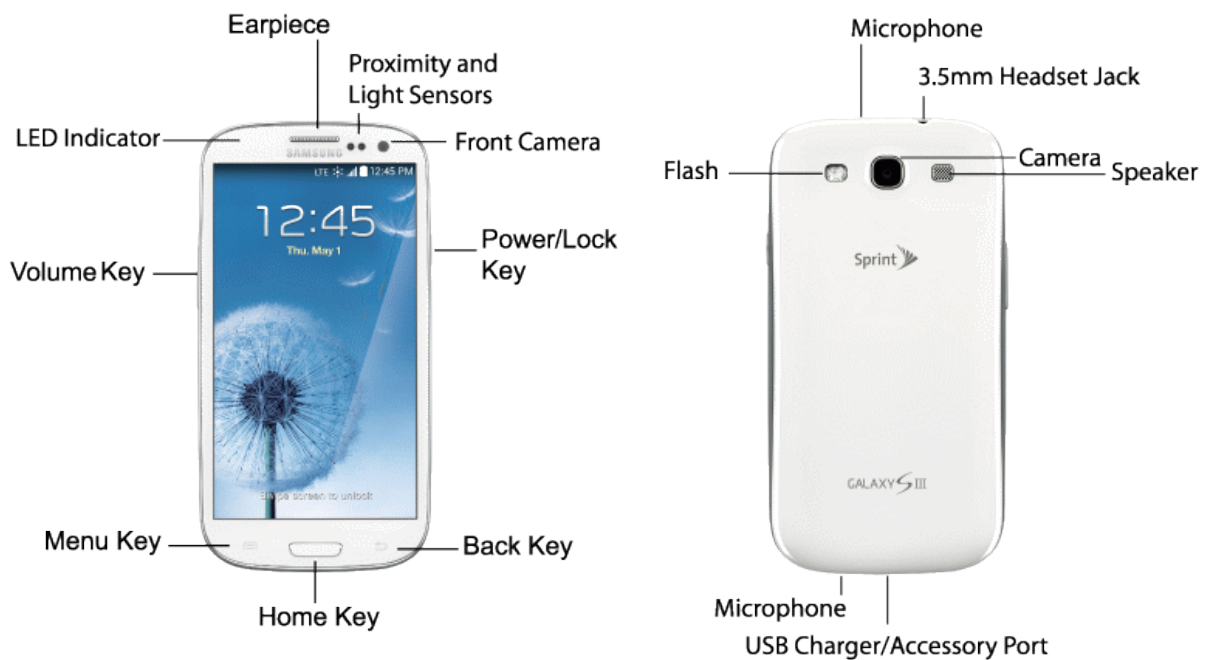 Earpiece
Proximity and
Light Sensors
LED Indicator
Front Camera
SAMSUNG
LTE 12:45 PM
12:45
Thu, May 1
Power/Lock
Key
Volume Key
Swipe screen to unlock
Menu Key
Back Key
Home Key
Microphone
3.5mm Headset Jack
Camera
Flash
Speaker
Sprint
GALAXY S III
Microphone
USB Charger/Accessory Port